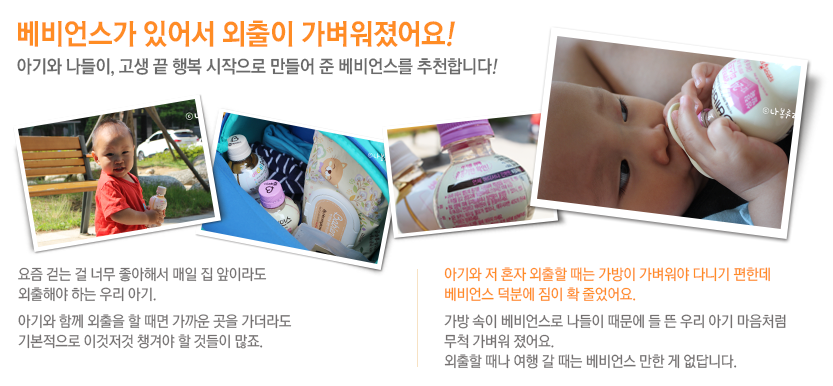 베비언스가 있어서 외출이 가벼워졌어요!
아기와 나들이, 고생 끝 행복 시작으로 만들어 준 베비언스를 추천합니다!
요즘 걷는 걸 너무 좋아해서 매일 집 앞이라도
외출해야 하는 우리 아기.
아기와 함께 외출을 할 때면 가까운 곳을 가더라도
기본적으로 이것저것 챙겨야 할 것들이 많죠.
아기와 저 혼자 외출할 때는 가방이 가벼워야 다니기 편한데
베비언스 덕분에 짐이 확 줄었어요.
가방 속이 베비언스로 나들이 때문에 들 뜬 우리 아기 마음처럼
무척 가벼워 졌어요.
외출할 때나 여행 갈 때는 베비언스 만한 게 없답니다.